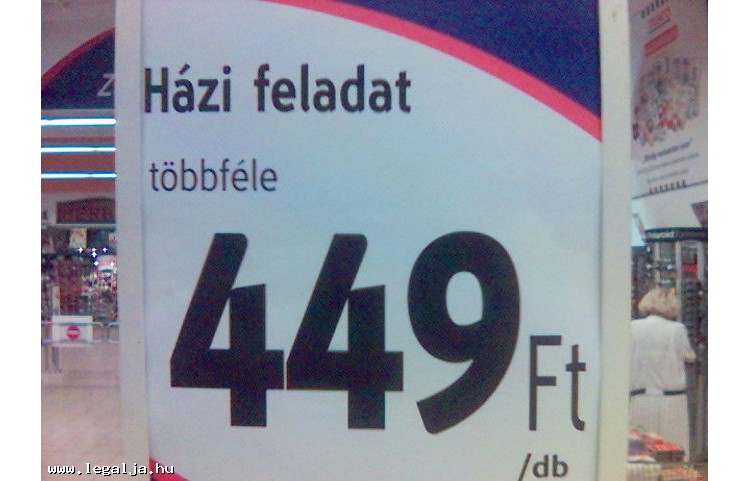 Házi feladat
többféle
449 Ft
/db
www.legalja.hu